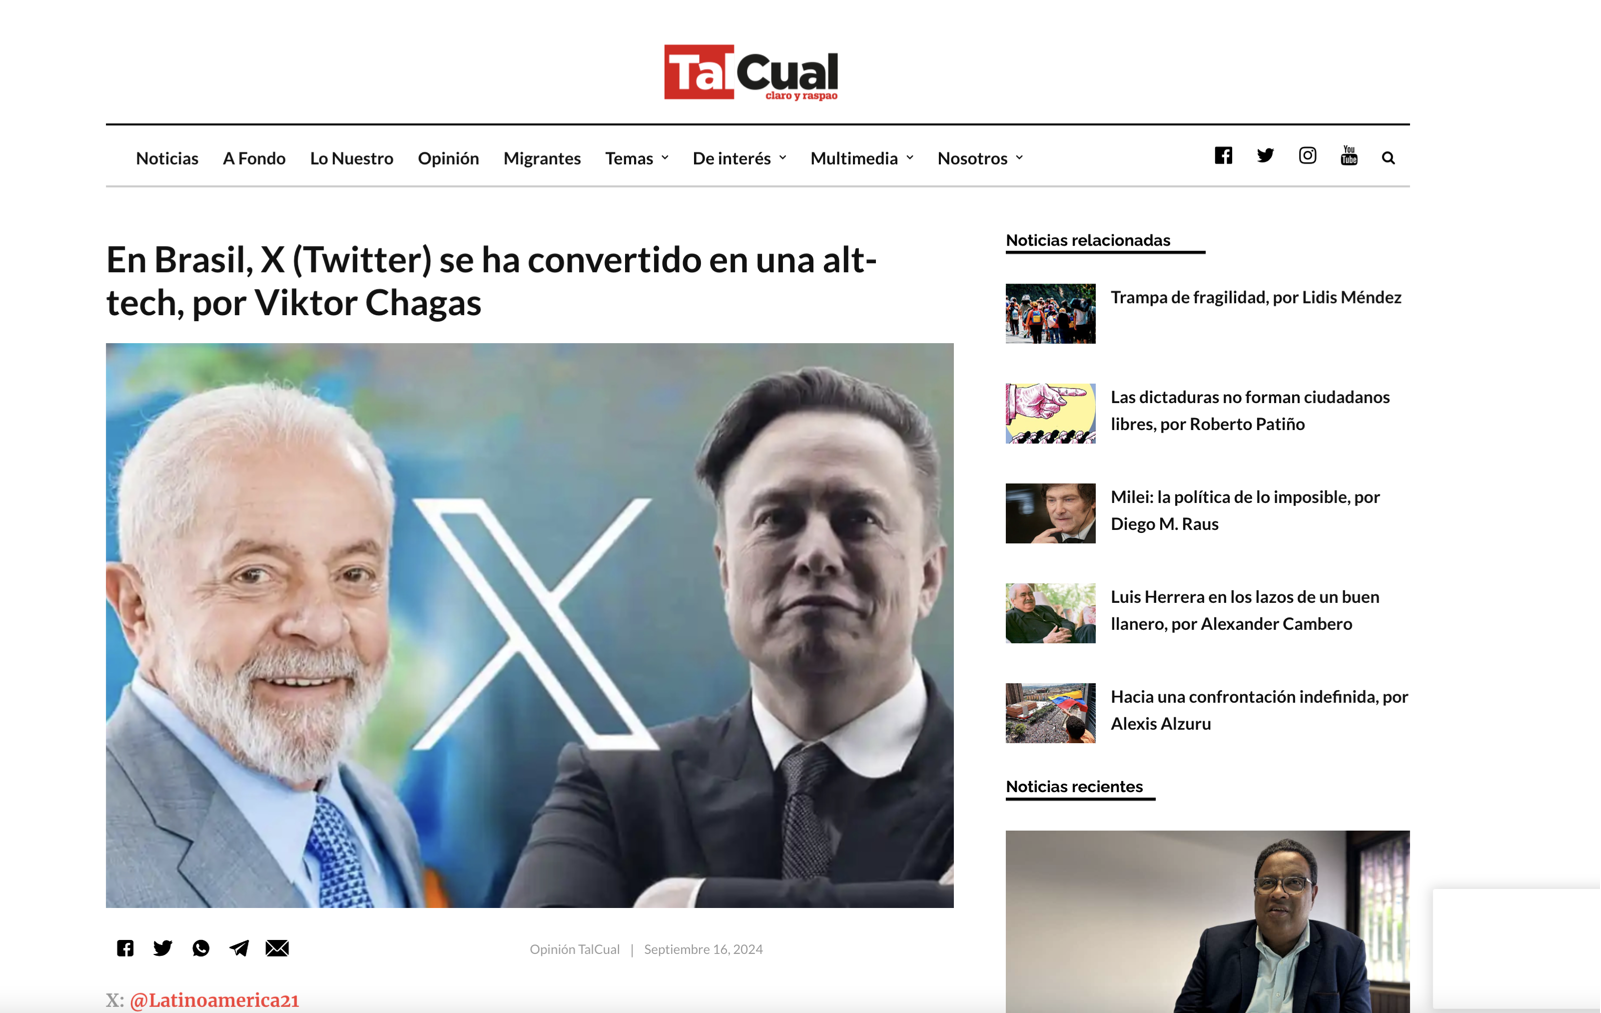 TalCual
claro y raspao
Noticias A Fondo Lo Nuestro Opinión Migrantes Temas De interés Multimedia Nosotros
You
Tube
En Brasil, X (Twitter) se ha convertido en una alt-
tech, por Viktor Chagas
X
Opinión TalCual | Septiembre 16, 2024
X: @Latinoamerica21
Noticias relacionadas
Trampa de fragilidad, por Lidis Méndez
Las dictaduras no forman ciudadanos
libres, por Roberto Patiño
Milei: la política de lo imposible, por
Diego M. Raus
Luis Herrera en los lazos de un buen
llanero, por Alexander Cambero
Hacia una confrontación indefinida, por
Alexis Alzuru
Noticias recientes